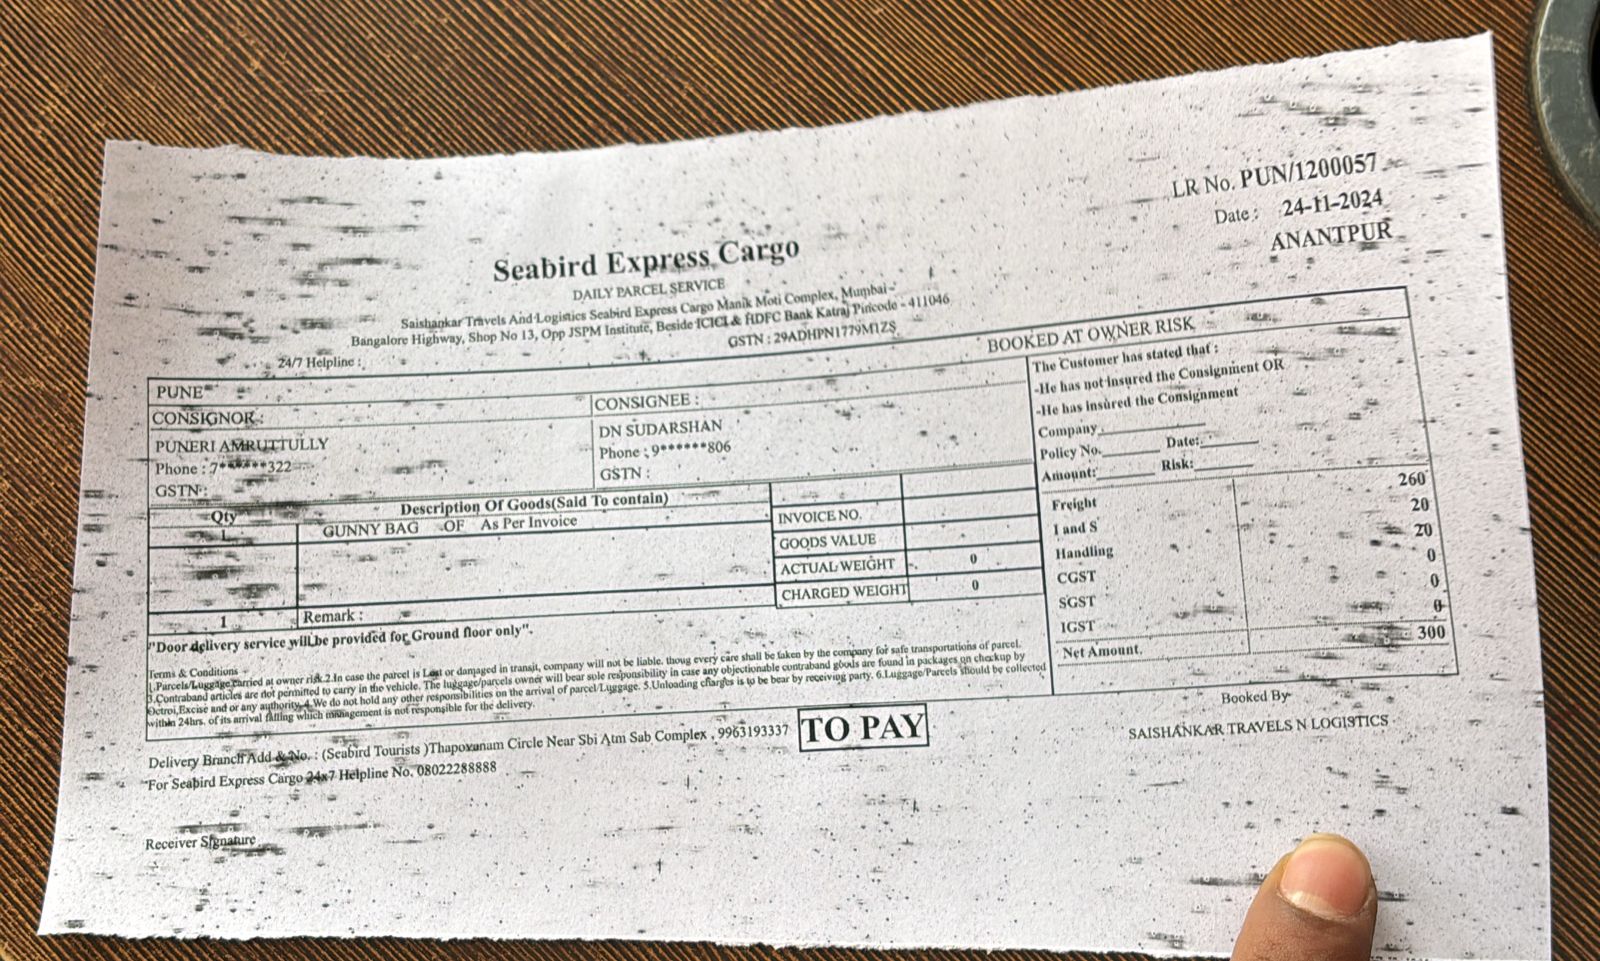 LR No. PUN/1200057
Date : 24-11-2024
ANANTPUR
Seabird Express Cargo
DAILY PARCEL SERVICE
Saishankar Travels And Logistics Seabird Express Cargo Manik Moti Complex, Mumbai -
Bangalore Highway, Shop No 13, Opp JSPM Institute, Beside ICICI & HDFC Bank Katraj Pincode - 411046
GSTN : 29ADHPN1779M1ZS
24/7 Helpline :
BOOKED AT OWNER RISK
PUNE
CONSIGNOR :
PUNERI AMRUTTULLY
Phone : 7******322
GSTN :
CONSIGNEE :
DN SUDARSHAN
Phone : 9******806
GSTN :
The Customer has stated that :
-He has not insured the Consignment OR
-He has insured the Consignment
Company
Policy No. Date:
Amount: Risk:
Qty Description Of Goods(Said To contain)
1 GUNNY BAG OF As Per Invoice
INVOICE NO.
GOODS VALUE
ACTUAL WEIGHT 0
CHARGED WEIGHT 0
1 Remark :
Freight 260
I and S 20
Handling 20
CGST 0
SGST 0
IGST 0
Net Amount. 300
"Door delivery service will be provided for Ground floor only".
Terms & Conditions
1.Parcels/Luggage carried at owner risk 2.In case the parcel is Lost or damaged in transit, company will not be liable. thoug every care shall be taken by the company for safe transportations of parcel.
3.Contraband articles are not permitted to carry in the vehicle. The luggage/parcels owner will bear sole responsibility in case any objectionable contraband goods are found in packages on checkup by
Octroi,Excise and or any authority 4.We do not hold any other responsibilities on the arrival of parcel/Luggage. 5.Unloading charges is to be bear by receiving party. 6.Luggage/Parcels should be collected
within 24hrs. of its arrival falling which management is not responsible for the delivery.
Delivery Branch Add & No. : (Seabird Tourists )Thapovanam Circle Near Sbi Atm Sab Complex , 9963193337
TO PAY
"For Seabird Express Cargo 24x7 Helpline No. 08022288888
Booked By
SAISHANKAR TRAVELS N LOGISTICS
Receiver Signature